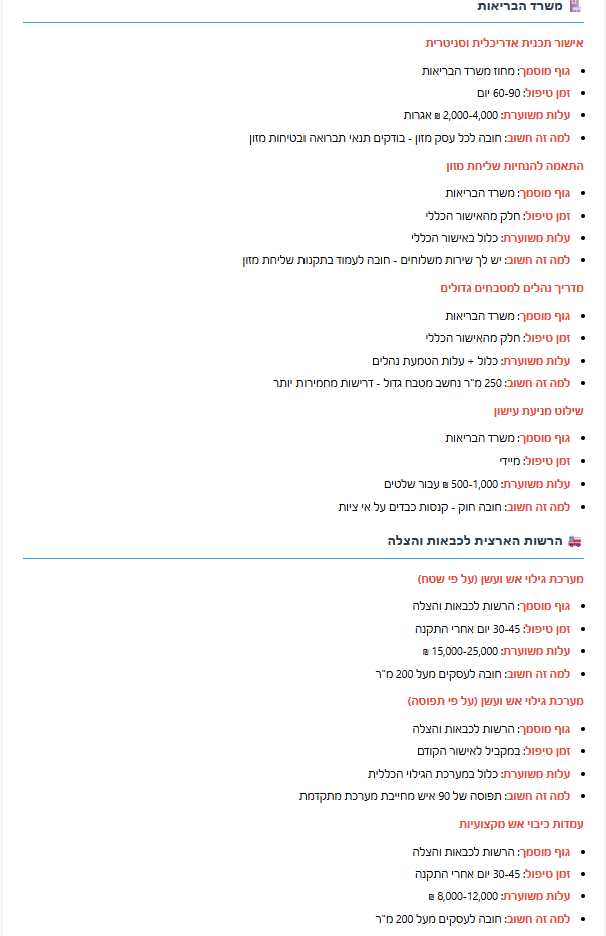 משרד הבריאות
אישור תכנית אדריכלית וסניטרית
גוף מוסמך: מחוז משרד הבריאות
זמן טיפול: 60-90 יום
עלות משוערת: 2,000-4,000 ₪ אגרות
למה זה חשוב: חובה לכל עסק מזון - בודקים תנאי תברואה ובטיחות מזון
התאמה להנחיות שליחת מזון
גוף מוסמך: משרד הבריאות
זמן טיפול: חלק מהאישור הכללי
עלות משוערת: כלול באישור הכללי
למה זה חשוב: יש לך שירות משלוחים - חובה לעמוד בתקנות שליחת מזון
מדריך נהלים למטבחים גדולים
גוף מוסמך: משרד הבריאות
זמן טיפול: חלק מהאישור הכללי
עלות משוערת: כלול + עלות הטמעת נהלים
למה זה חשוב: 250 מ"ר נחשב מטבח גדול - דרישות מחמירות יותר
שילוט מניעת עישון
גוף מוסמך: משרד הבריאות
זמן טיפול: מיידי
עלות משוערת: 500-1,000 ₪ עבור שלטים
למה זה חשוב: חובה חוק - קנסות כבדים על אי ציות
הרשות הארצית לכבאות והצלה
מערכת גילוי אש ועשן (על פי שטח)
גוף מוסמך: הרשות לכבאות והצלה
זמן טיפול: 30-45 יום אחרי התקנה
עלות משוערת: 15,000-25,000 ₪
למה זה חשוב: חובה לעסקים מעל 200 מ"ר
מערכת גילוי אש ועשן (על פי תפוסה)
גוף מוסמך: הרשות לכבאות והצלה
זמן טיפול: במקביל לאישור הקודם
עלות משוערת: כלול במערכת הגילוי הכללית
למה זה חשוב: תפוסה של 90 איש מחייבת מערכת מתקדמת
עמדות כיבוי אש מקצועיות
גוף מוסמך: הרשות לכבאות והצלה
זמן טיפול: 30-45 יום אחרי התקנה
עלות משוערת: 8,000-12,000 ₪
למה זה חשוב: חובה לעסקים מעל 200 מ"ר